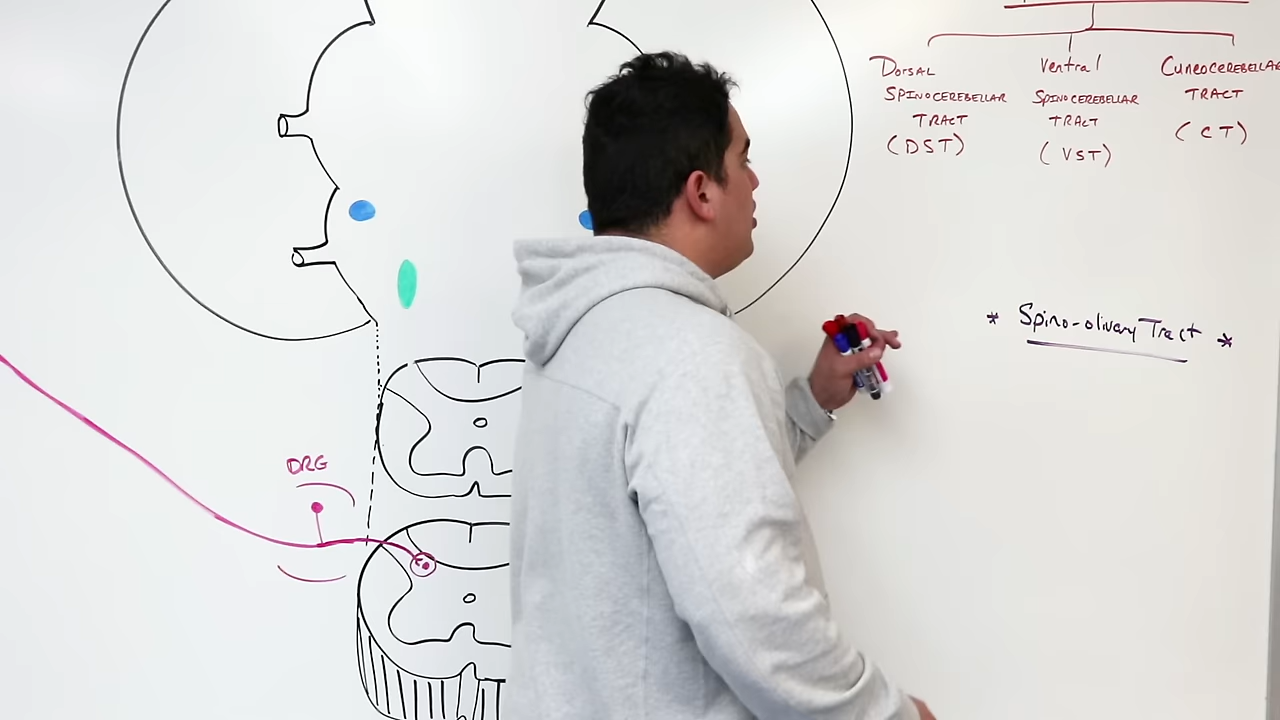 Dorsal
Spinocerebellar
Tract
(DST)
Ventral
Spinocerebellar
Tract
(VST)
Cuneocerebellar
Tract
(CT)
* Spino-olivary Tract *
DRG